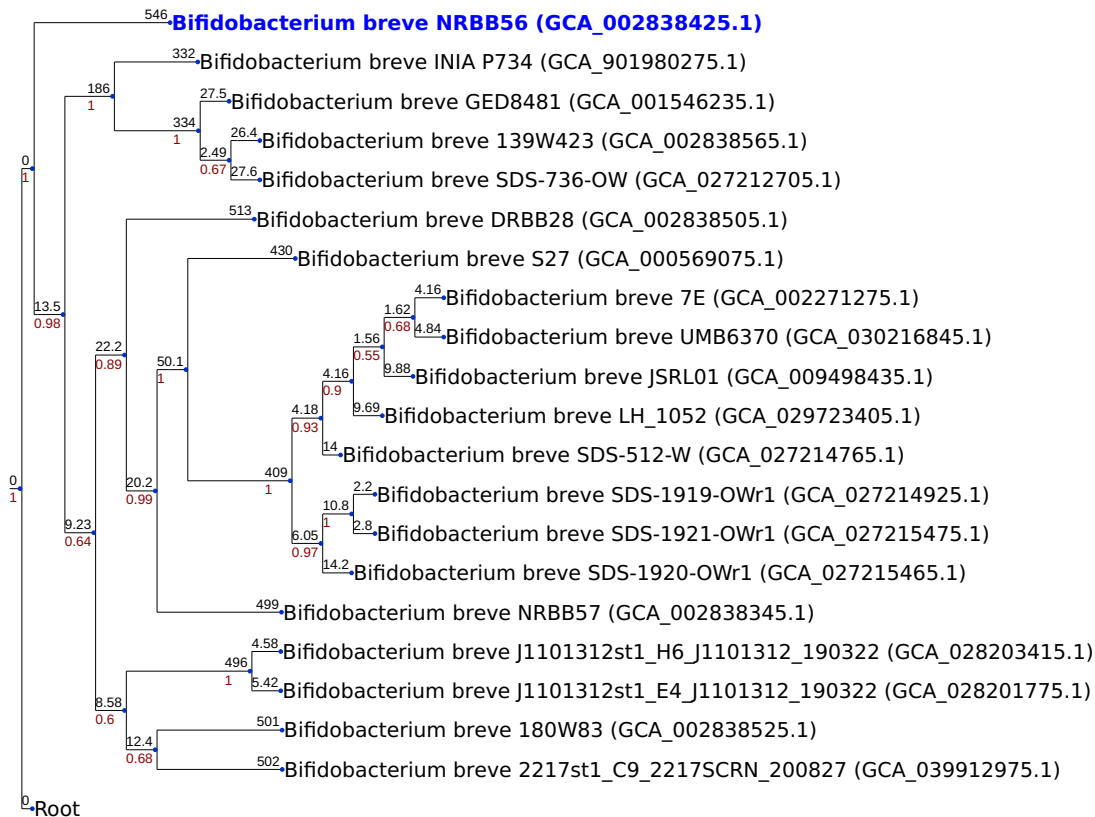 546 Bifidobacterium breve NRBB56 (GCA_002838425.1)
332 Bifidobacterium breve INIA P734 (GCA_901980275.1)
186
1
27.5 Bifidobacterium breve GED8481 (GCA_001546235.1)
334
1
26.4 Bifidobacterium breve 139W423 (GCA_002838565.1)
2.49
0.67
27.6 Bifidobacterium breve SDS-736-OW (GCA_027212705.1)
0
1
513 Bifidobacterium breve DRBB28 (GCA_002838505.1)
430 Bifidobacterium breve S27 (GCA_000569075.1)
4.16 Bifidobacterium breve 7E (GCA_002271275.1)
13.5
0.98
1.62
0.68
4.84 Bifidobacterium breve UMB6370 (GCA_030216845.1)
22.2
0.89
1.56
0.55
50.1
1
9.88 Bifidobacterium breve JSRL01 (GCA_009498435.1)
4.16
0.9
9.69 Bifidobacterium breve LH_1052 (GCA_029723405.1)
4.18
0.93
14 Bifidobacterium breve SDS-512-W (GCA_027214765.1)
409
1
0
1
20.2
0.99
2.2 Bifidobacterium breve SDS-1919-OWr1 (GCA_027214925.1)
10.8
1
2.8 Bifidobacterium breve SDS-1921-OWr1 (GCA_027215475.1)
9.23
0.64
6.05
0.97
14.2 Bifidobacterium breve SDS-1920-OWr1 (GCA_027215465.1)
499 Bifidobacterium breve NRBB57 (GCA_002838345.1)
4.58 Bifidobacterium breve J1101312st1_H6_J1101312_190322 (GCA_028203415.1)
496
1
5.42 Bifidobacterium breve J1101312st1_E4_J1101312_190322 (GCA_028201775.1)
8.58
0.6
501 Bifidobacterium breve 180W83 (GCA_002838525.1)
12.4
0.68
502 Bifidobacterium breve 2217st1_C9_2217SCRN_200827 (GCA_039912975.1)
0 Root